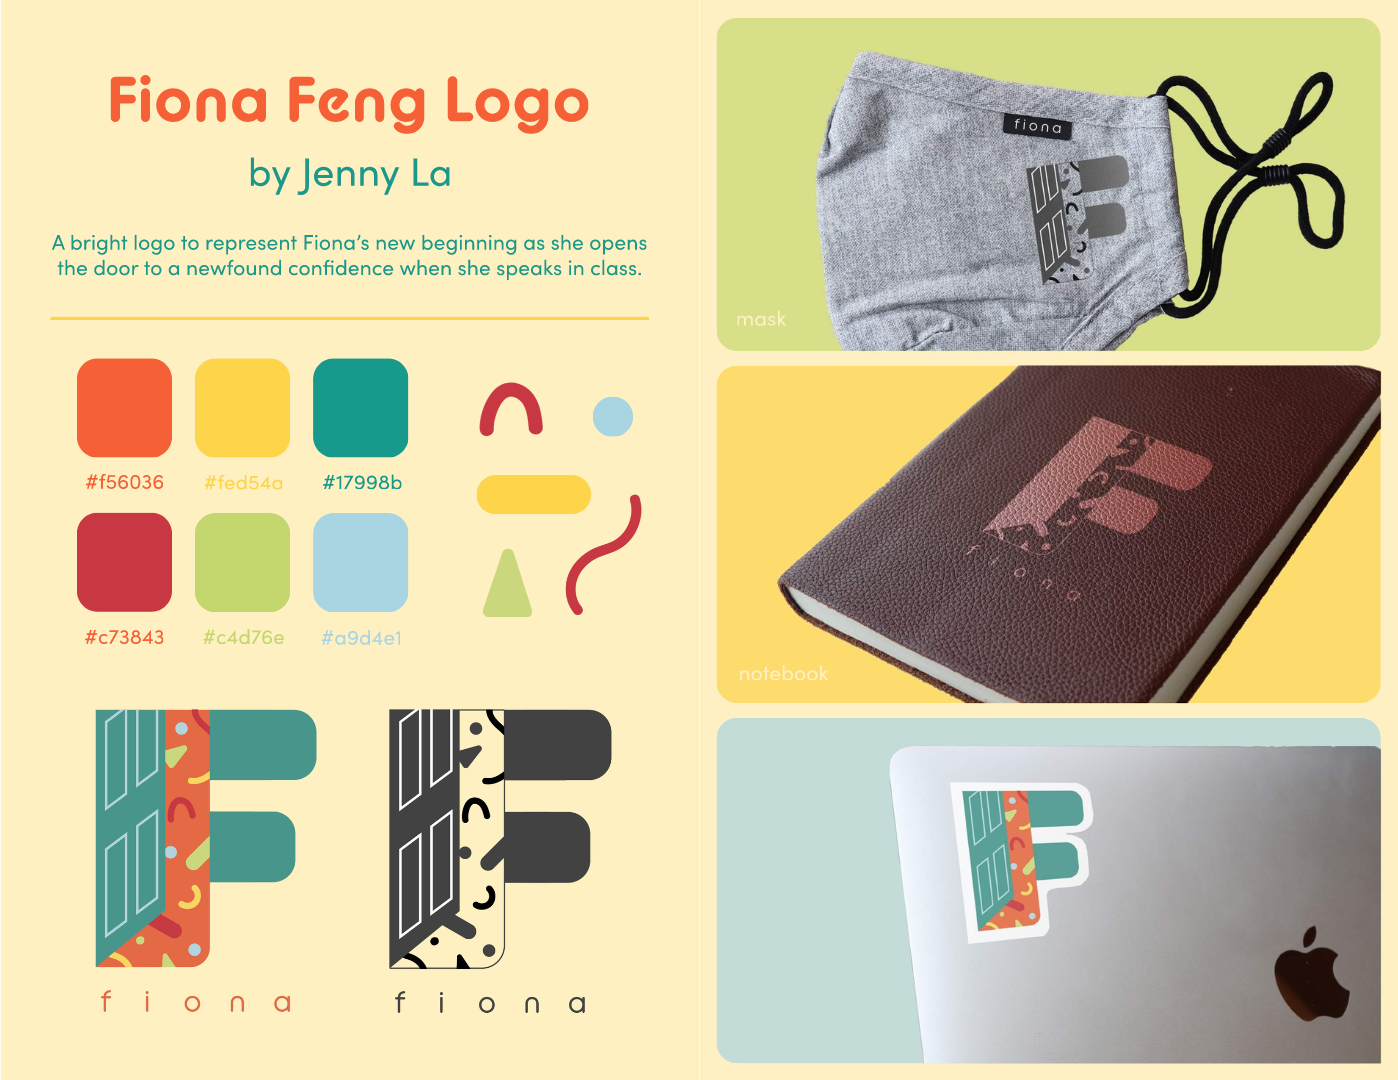 Fiona Feng Logo
by Jenny La
A bright logo to represent Fiona's new beginning as she opens
the door to a newfound confidence when she speaks in class.
#f56036
#fed54a
#17998b
#c73843
#c4d76e
#a9d4e1
fiona
fiona
fiona
mask
fiona
notebook